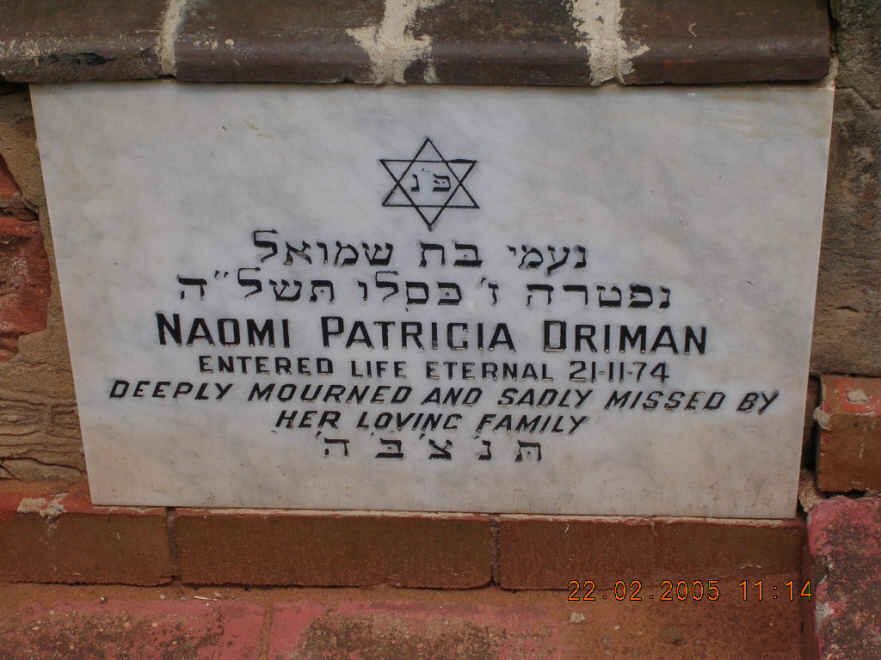 פ נ
נעמי בת שמואל
נפטרה ז' כסלו תשל"ה
NAOMI PATRICIA DRIMAN
ENTERED LIFE ETERNAL 21·11·74
DEEPLY MOURNED AND SADLY MISSED BY
HER LOVING FAMILY
ת'נ'צ'ב'ה'
22.02.2005 11:14